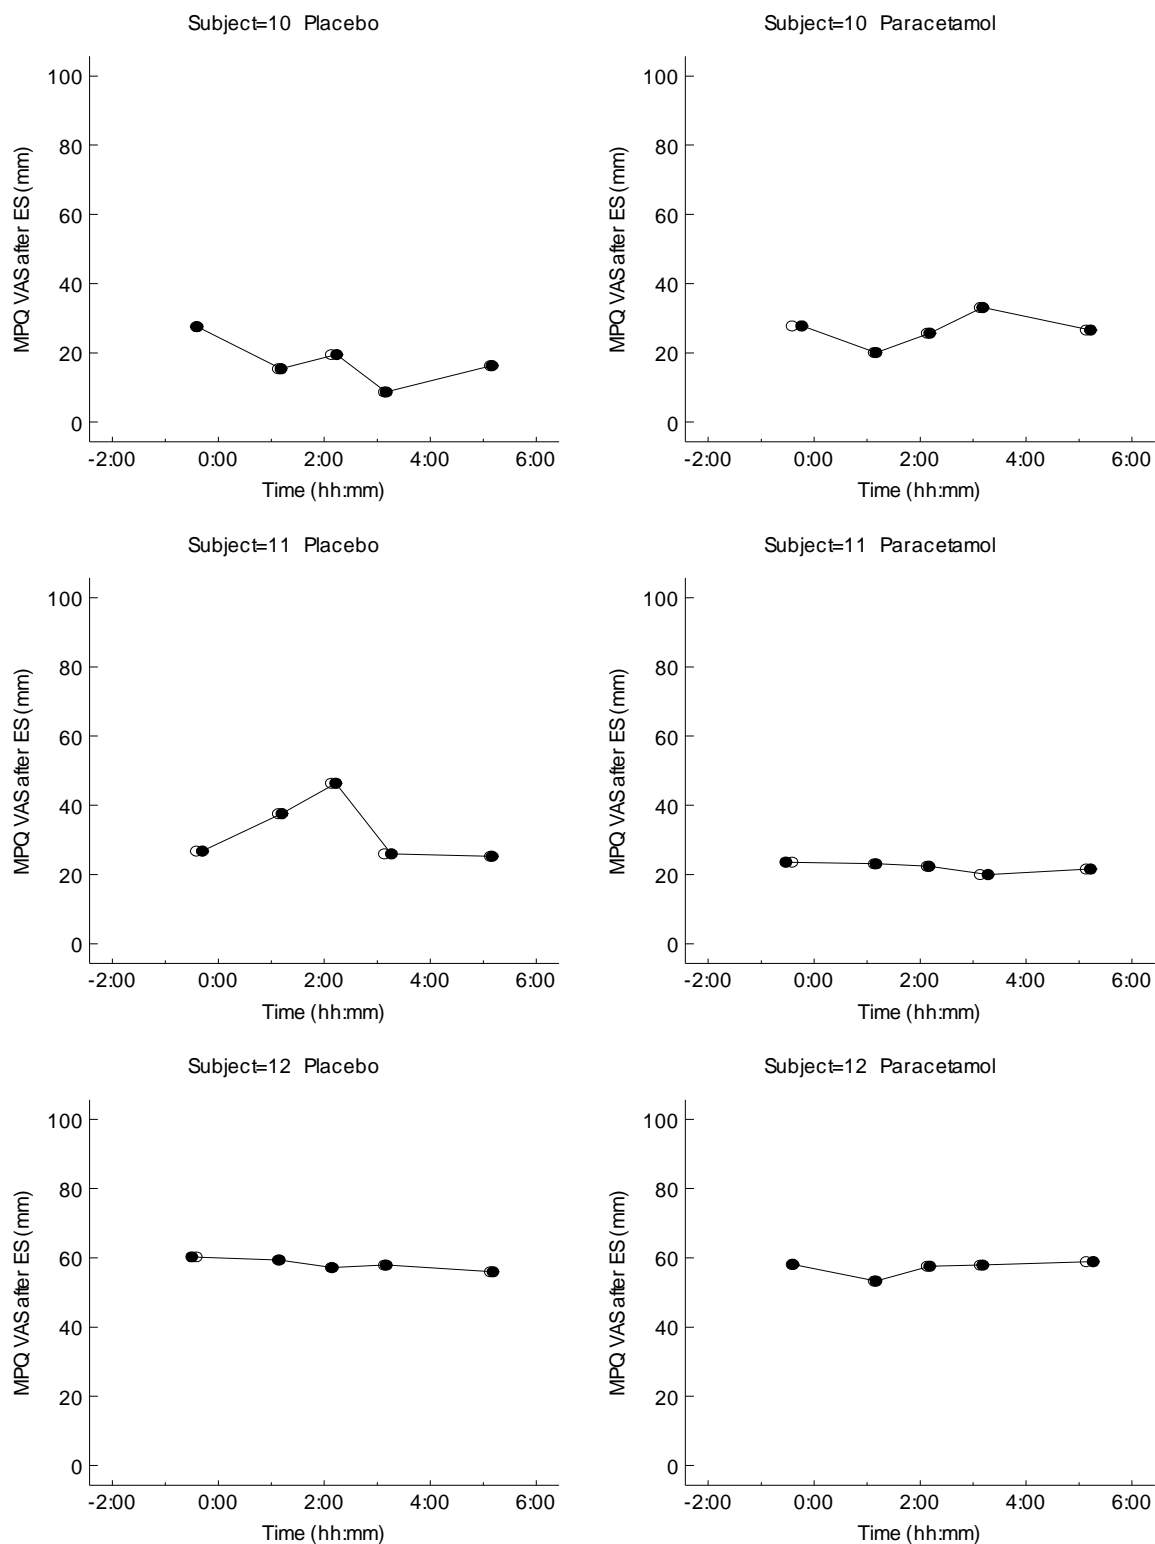 Subject=10 Placebo
MPQ VAS after ES (mm)
100
80
60
40
20
0
-2:00 0:00 2:00 4:00 6:00
Time (hh:mm)
Subject=10 Paracetamol
MPQ VAS after ES (mm)
100
80
60
40
20
0
-2:00 0:00 2:00 4:00 6:00
Time (hh:mm)
Subject=11 Placebo
MPQ VAS after ES (mm)
100
80
60
40
20
0
-2:00 0:00 2:00 4:00 6:00
Time (hh:mm)
Subject=11 Paracetamol
MPQ VAS after ES (mm)
100
80
60
40
20
0
-2:00 0:00 2:00 4:00 6:00
Time (hh:mm)
Subject=12 Placebo
MPQ VAS after ES (mm)
100
80
60
40
20
0
-2:00 0:00 2:00 4:00 6:00
Time (hh:mm)
Subject=12 Paracetamol
MPQ VAS after ES (mm)
100
80
60
40
20
0
-2:00 0:00 2:00 4:00 6:00
Time (hh:mm)